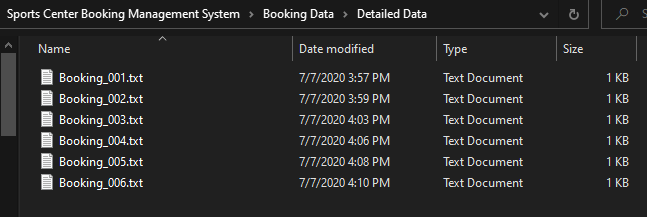 Sports Center Booking Management System > Booking Data > Detailed Data
Name Date modified Type Size
Booking_001.txt 7/7/2020 3:57 PM Text Document 1 KB
Booking_002.txt 7/7/2020 3:59 PM Text Document 1 KB
Booking_003.txt 7/7/2020 4:03 PM Text Document 1 KB
Booking_004.txt 7/7/2020 4:06 PM Text Document 1 KB
Booking_005.txt 7/7/2020 4:08 PM Text Document 1 KB
Booking_006.txt 7/7/2020 4:10 PM Text Document 1 KB